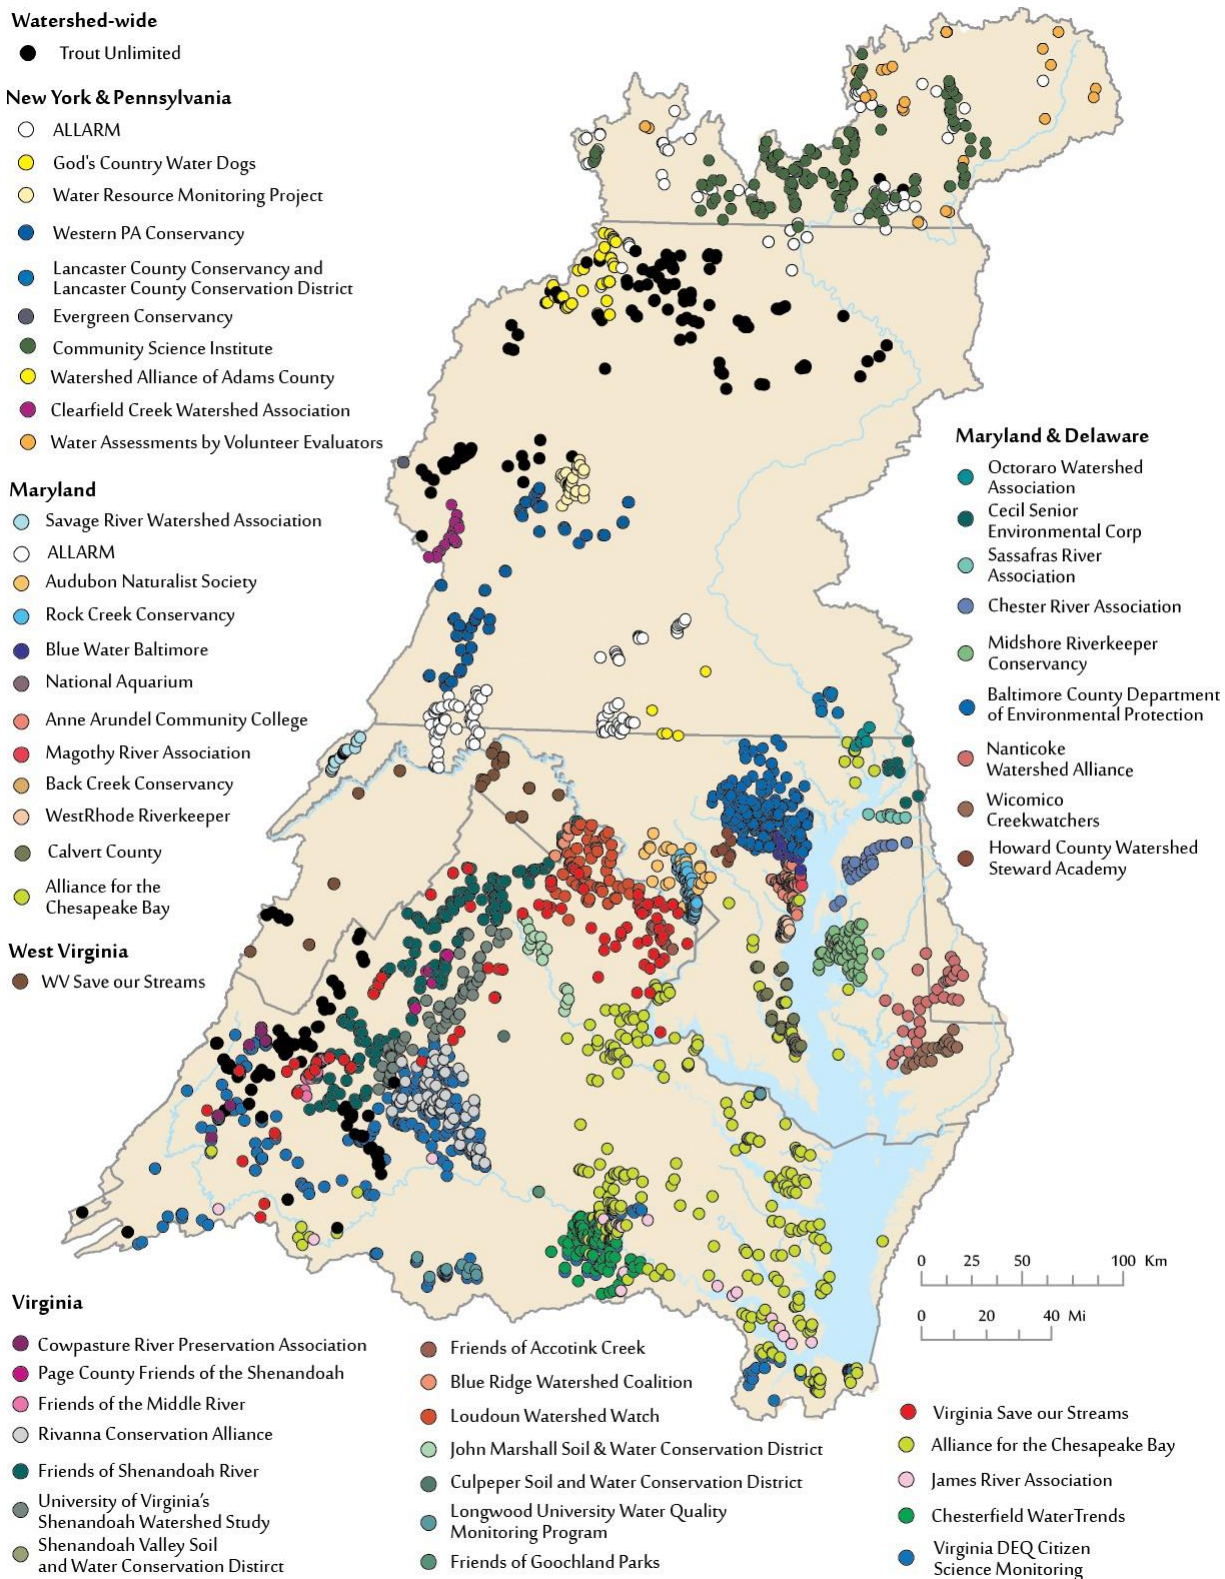 Watershed-wide
Trout Unlimited
New York & Pennsylvania
ALLARM
God's Country Water Dogs
Water Resource Monitoring Project
Western PA Conservancy
Lancaster County Conservancy and
Lancaster County Conservation District
Evergreen Conservancy
Community Science Institute
Watershed Alliance of Adams County
Clearfield Creek Watershed Association
Water Assessments by Volunteer Evaluators
Maryland
Savage River Watershed Association
ALLARM
Audubon Naturalist Society
Rock Creek Conservancy
Blue Water Baltimore
National Aquarium
Anne Arundel Community College
Magothy River Association
Back Creek Conservancy
WestRhode Riverkeeper
Calvert County
Alliance for the
Chesapeake Bay
West Virginia
WV Save our Streams
Maryland & Delaware
Octoraro Watershed
Association
Cecil Senior
Environmental Corp
Sassafras River
Association
Chester River Association
Midshore Riverkeeper
Conservancy
Baltimore County Department
of Environmental Protection
Nanticoke
Watershed Alliance
Wicomico
Creekwatchers
Howard County Watershed
Steward Academy
0 25 50 100 Km
0 20 40 Mi
Virginia
Cowpasture River Preservation Association
Page County Friends of the Shenandoah
Friends of the Middle River
Rivanna Conservation Alliance
Friends of Shenandoah River
University of Virginia's
Shenandoah Watershed Study
Shenandoah Valley Soil
and Water Conservation Distirct
Friends of Accotink Creek
Blue Ridge Watershed Coalition
Loudoun Watershed Watch
John Marshall Soil & Water Conservation District
Culpeper Soil and Water Conservation District
Longwood University Water Quality
Monitoring Program
Friends of Goochland Parks
Virginia Save our Streams
Alliance for the Chesapeake Bay
James River Association
Chesterfield WaterTrends
Virginia DEQ Citizen
Science Monitoring